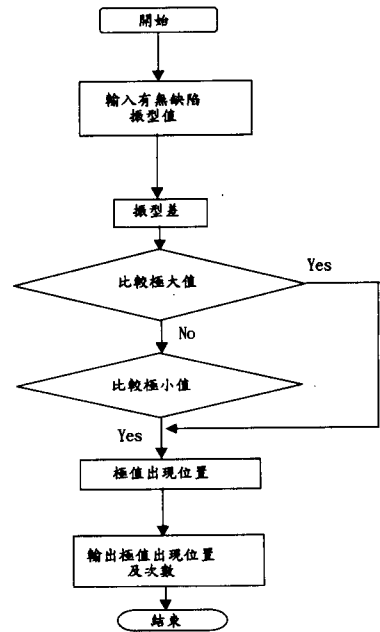 開始
輸入有無缺陷
振型值
振型差
比較極大值
Yes
No
比較極小值
Yes
極值出現位置
輸出極值出現位置
及次數
結束